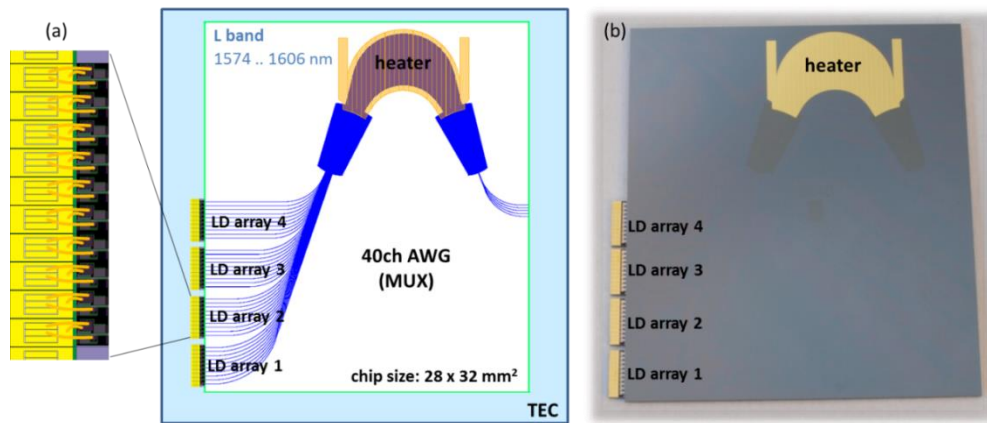 (a)
L band
1574 .. 1606 nm
heater
LD array 4
LD array 3
LD array 2
LD array 1
40ch AWG
(MUX)
chip size: 28 x 32 mm²
TEC
(b)
heater
LD array 4
LD array 3
LD array 2
LD array 1